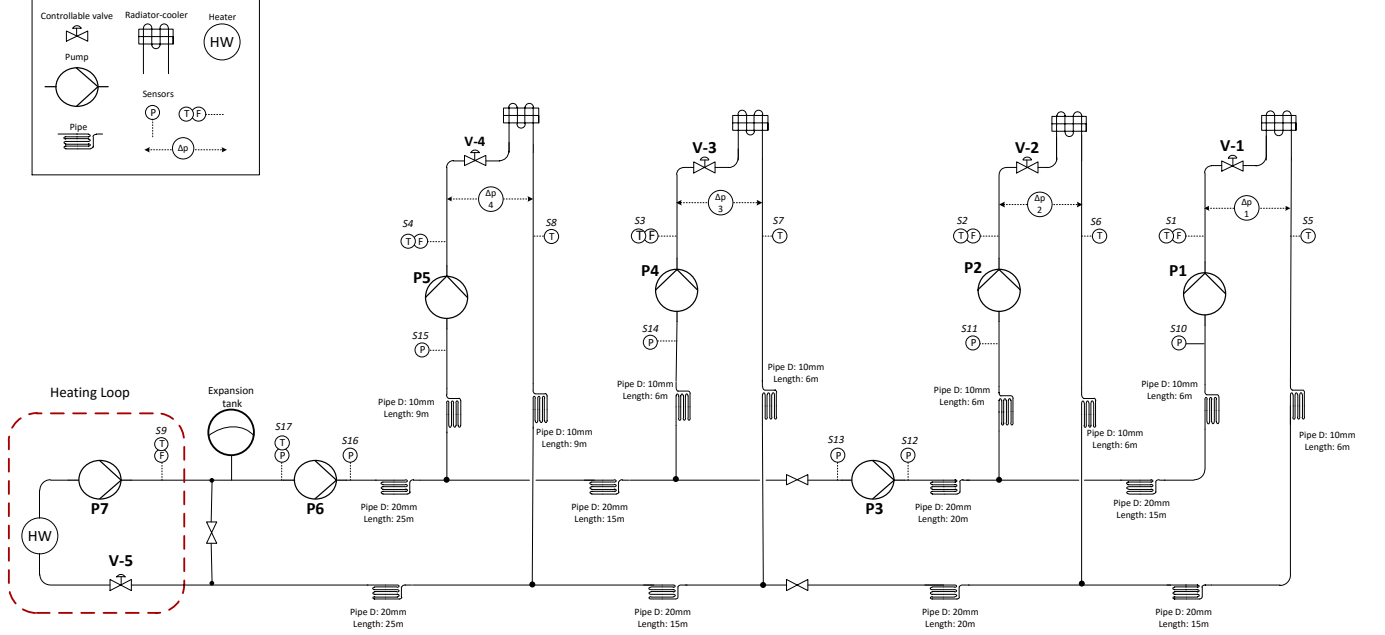 Controllable valve
Radiator-cooler
Heater
HW
Pump
Sensors
P
T F
Pipe
Δp
V-4
V-3
V-2
V-1
Δp
4
Δp
3
Δp
2
Δp
1
S4
T F
S8
T
S3
T F
S7
T
S2
T F
S6
T
S1
T F
S5
T
P5
P4
P2
P1
S15
P
S14
P
S11
P
S10
P
Pipe D: 10mm
Length: 9m
Pipe D: 10mm
Length: 9m
Pipe D: 10mm
Length: 6m
Pipe D: 10mm
Length: 6m
Pipe D: 10mm
Length: 6m
Pipe D: 10mm
Length: 6m
Pipe D: 10mm
Length: 6m
Pipe D: 10mm
Length: 6m
Heating Loop
Expansion
tank
S9
T
F
S17
T
P
S16
P
S13
P
S12
P
P7
P6
P3
Pipe D: 20mm
Length: 25m
Pipe D: 20mm
Length: 15m
Pipe D: 20mm
Length: 20m
Pipe D: 20mm
Length: 15m
HW
V-5
Pipe D: 20mm
Length: 25m
Pipe D: 20mm
Length: 15m
Pipe D: 20mm
Length: 20m
Pipe D: 20mm
Length: 15m